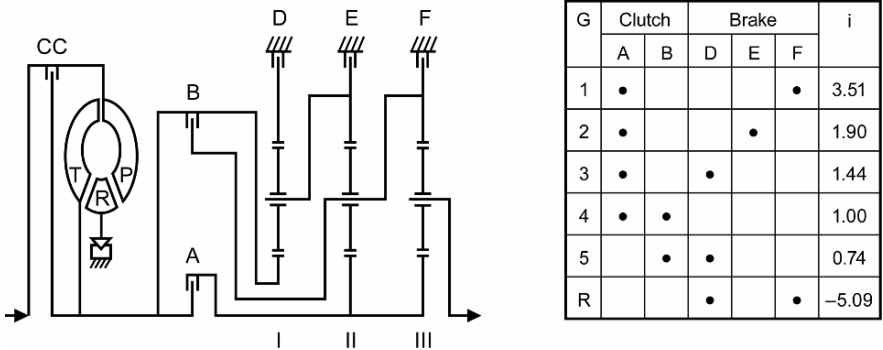 D E F
CC
B
T R P
A
I II III
G Clutch Brake i
A B D E F
1 • • 3.51
2 • • 1.90
3 • • 1.44
4 • • 1.00
5 • • 0.74
R • • –5.09